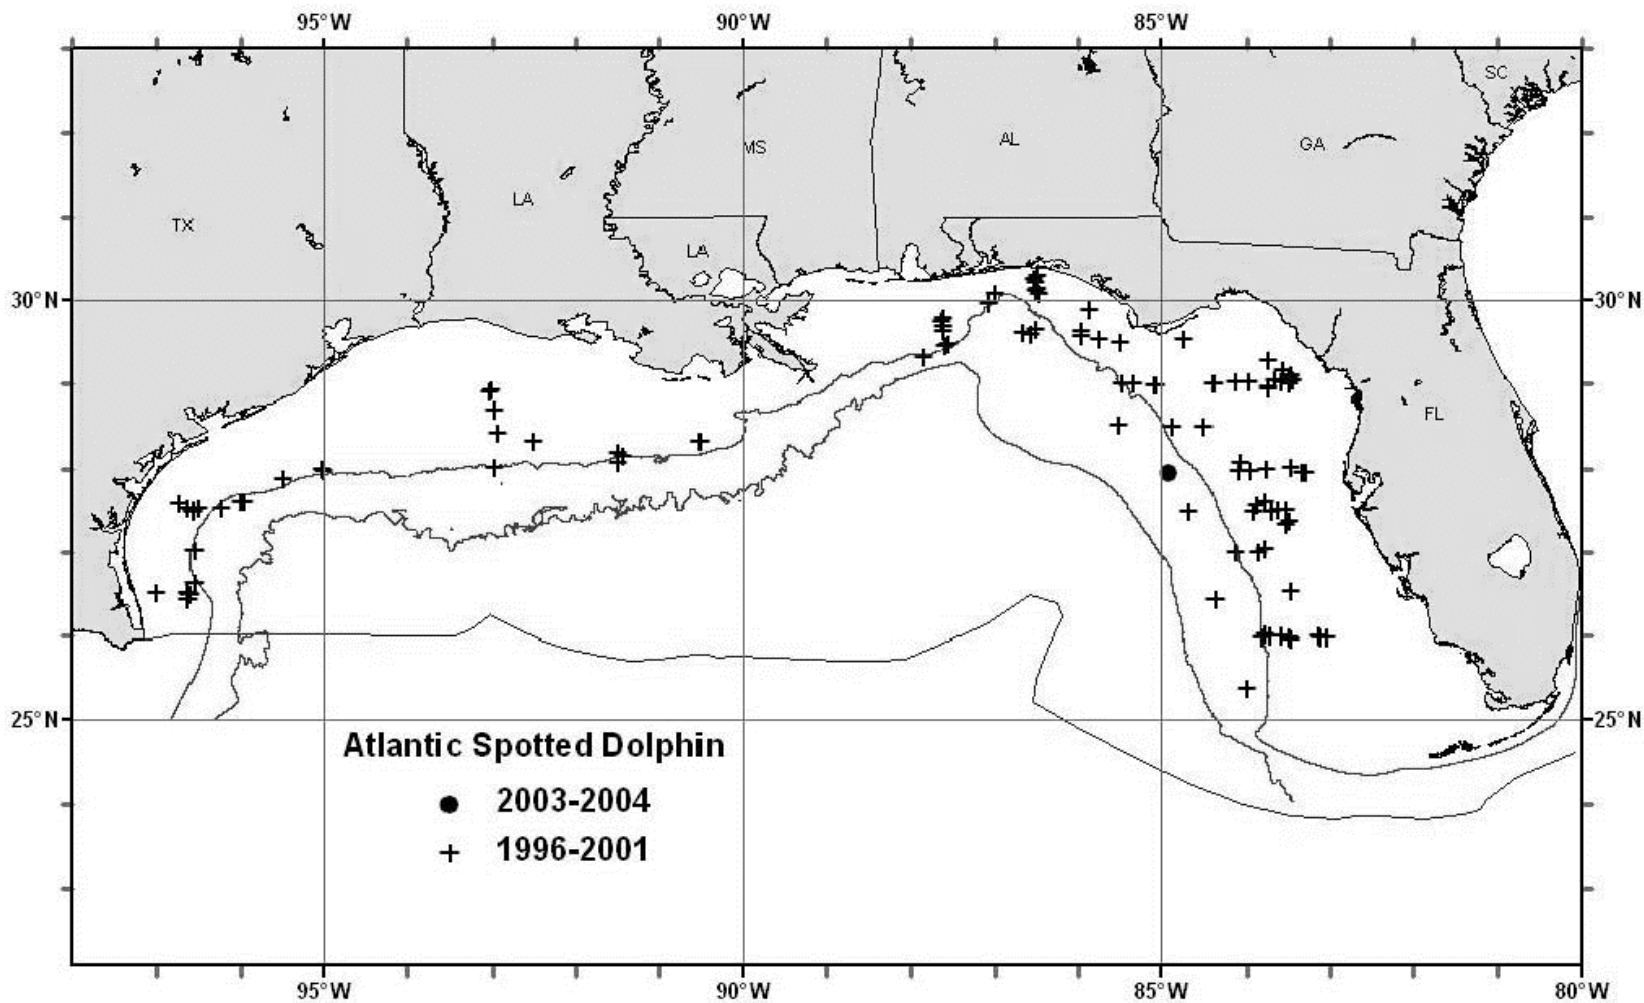 95°W 90°W 85°W
SC
MS AL GA
LA
TX
LA
30°N 30°N
FL
25°N 25°N
Atlantic Spotted Dolphin
2003-2004
1996-2001
95°W 90°W 85°W 80°W